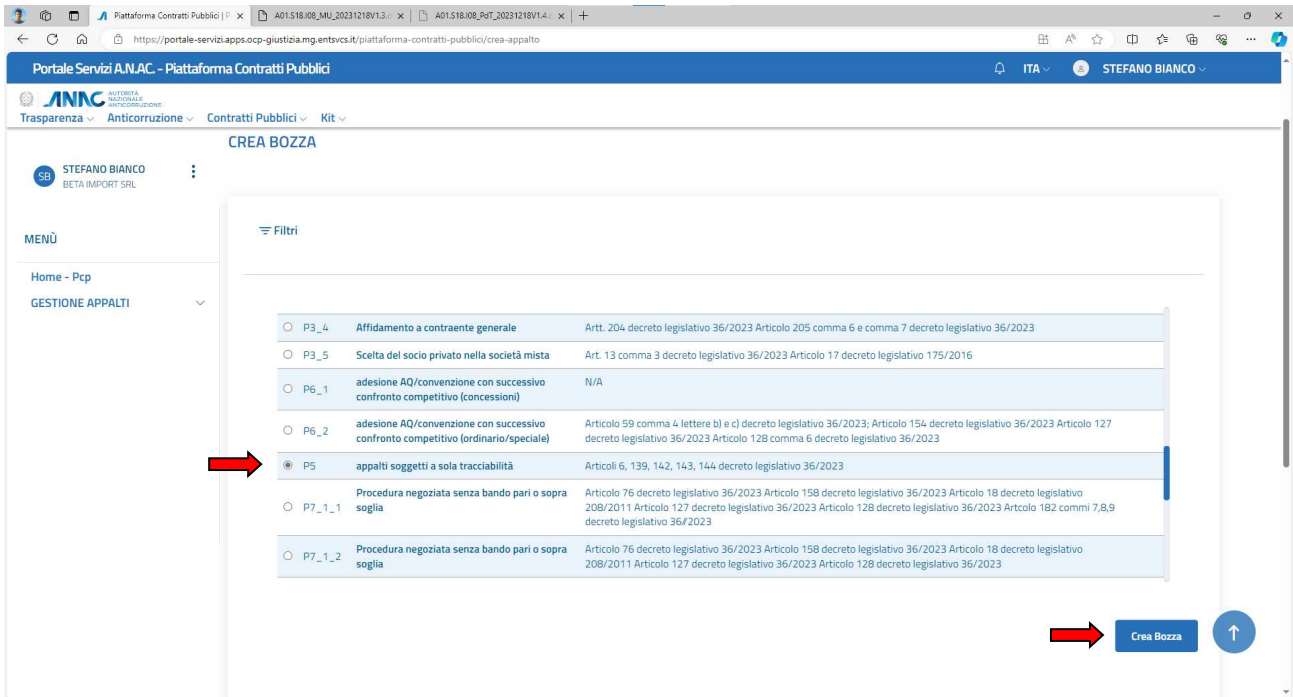 Piattaforma Contratti Pubblici | P
A01.S18.I08_MU_20231218V1.3.
A01.S18.I08_PdT_20231218V1.4.
https://portale-servizi.apps.ocp-giustizia.mg.entsvcs.it/piattaforma-contratti-pubblici/crea-appalto
Portale Servizi A.N.AC. - Piattaforma Contratti Pubblici
ITA
STEFANO BIANCO
ANAC
AUTORITÀ
NAZIONALE
ANTICORRUZIONE
Trasparenza Anticorruzione Contratti Pubblici Kit
CREA BOZZA
SB
STEFANO BIANCO
BETA IMPORT SRL
MENÙ
Home - Pcp
GESTIONE APPALTI
Filtri
P3_4 Affidamento a contraente generale Artt. 204 decreto legislativo 36/2023 Articolo 205 comma 6 e comma 7 decreto legislativo 36/2023
P3_5 Scelta del socio privato nella società mista Art. 13 comma 3 decreto legislativo 36/2023 Articolo 17 decreto legislativo 175/2016
P6_1 adesione AQ/convenzione con successivo N/A
confronto competitivo (concessioni)
P6_2 adesione AQ/convenzione con successivo Articolo 59 comma 4 lettere b) e c) decreto legislativo 36/2023; Articolo 154 decreto legislativo 36/2023 Articolo 127
confronto competitivo (ordinario/speciale) decreto legislativo 36/2023 Articolo 128 comma 6 decreto legislativo 36/2023
P5 appalti soggetti a sola tracciabilità Articoli 6, 139, 142, 143, 144 decreto legislativo 36/2023
P7_1_1 Procedura negoziata senza bando pari o sopra Articolo 76 decreto legislativo 36/2023 Articolo 158 decreto legislativo 36/2023 Articolo 18 decreto legislativo
soglia 208/2011 Articolo 127 decreto legislativo 36/2023 Articolo 128 decreto legislativo 36/2023 Artcolo 182 commi 7,8,9
decreto legislativo 36//2023
P7_1_2 Procedura negoziata senza bando pari o sopra Articolo 76 decreto legislativo 36/2023 Articolo 158 decreto legislativo 36/2023 Articolo 18 decreto legislativo
soglia 208/2011 Articolo 127 decreto legislativo 36/2023 Articolo 128 decreto legislativo 36/2023
Crea Bozza